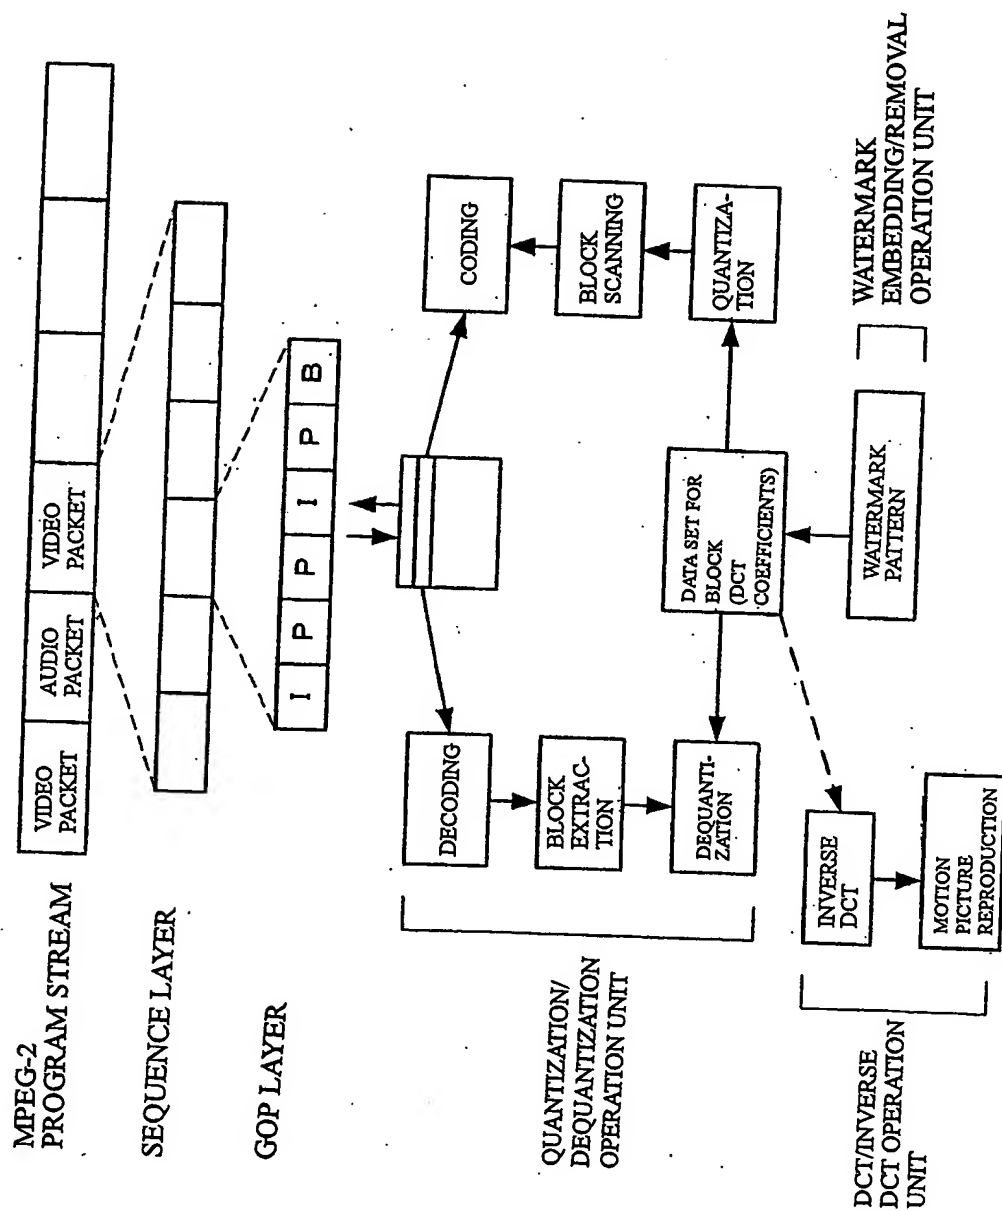 MPEG-2
PROGRAM STREAM
VIDEO
PACKET
AUDIO
PACKET
VIDEO
PACKET
SEQUENCE LAYER
GOP LAYER
I
P
P
I
P
B
QUANTIZATION/
DEQUANTIZATION
OPERATION UNIT
DECODING
BLOCK
EXTRAC-
TION
DEQUANTI-
ZATION
CODING
BLOCK
SCANNING
QUANTIZA-
TION
DATA SET FOR
BLOCK
(DCT
COEFFICIENTS)
DCT/INVERSE
DCT OPERATION
UNIT
INVERSE
DCT
MOTION
PICTURE
REPRODUCTION
WATERMARK
PATTERN
WATERMARK
EMBEDDING/REMOVAL
OPERATION UNIT